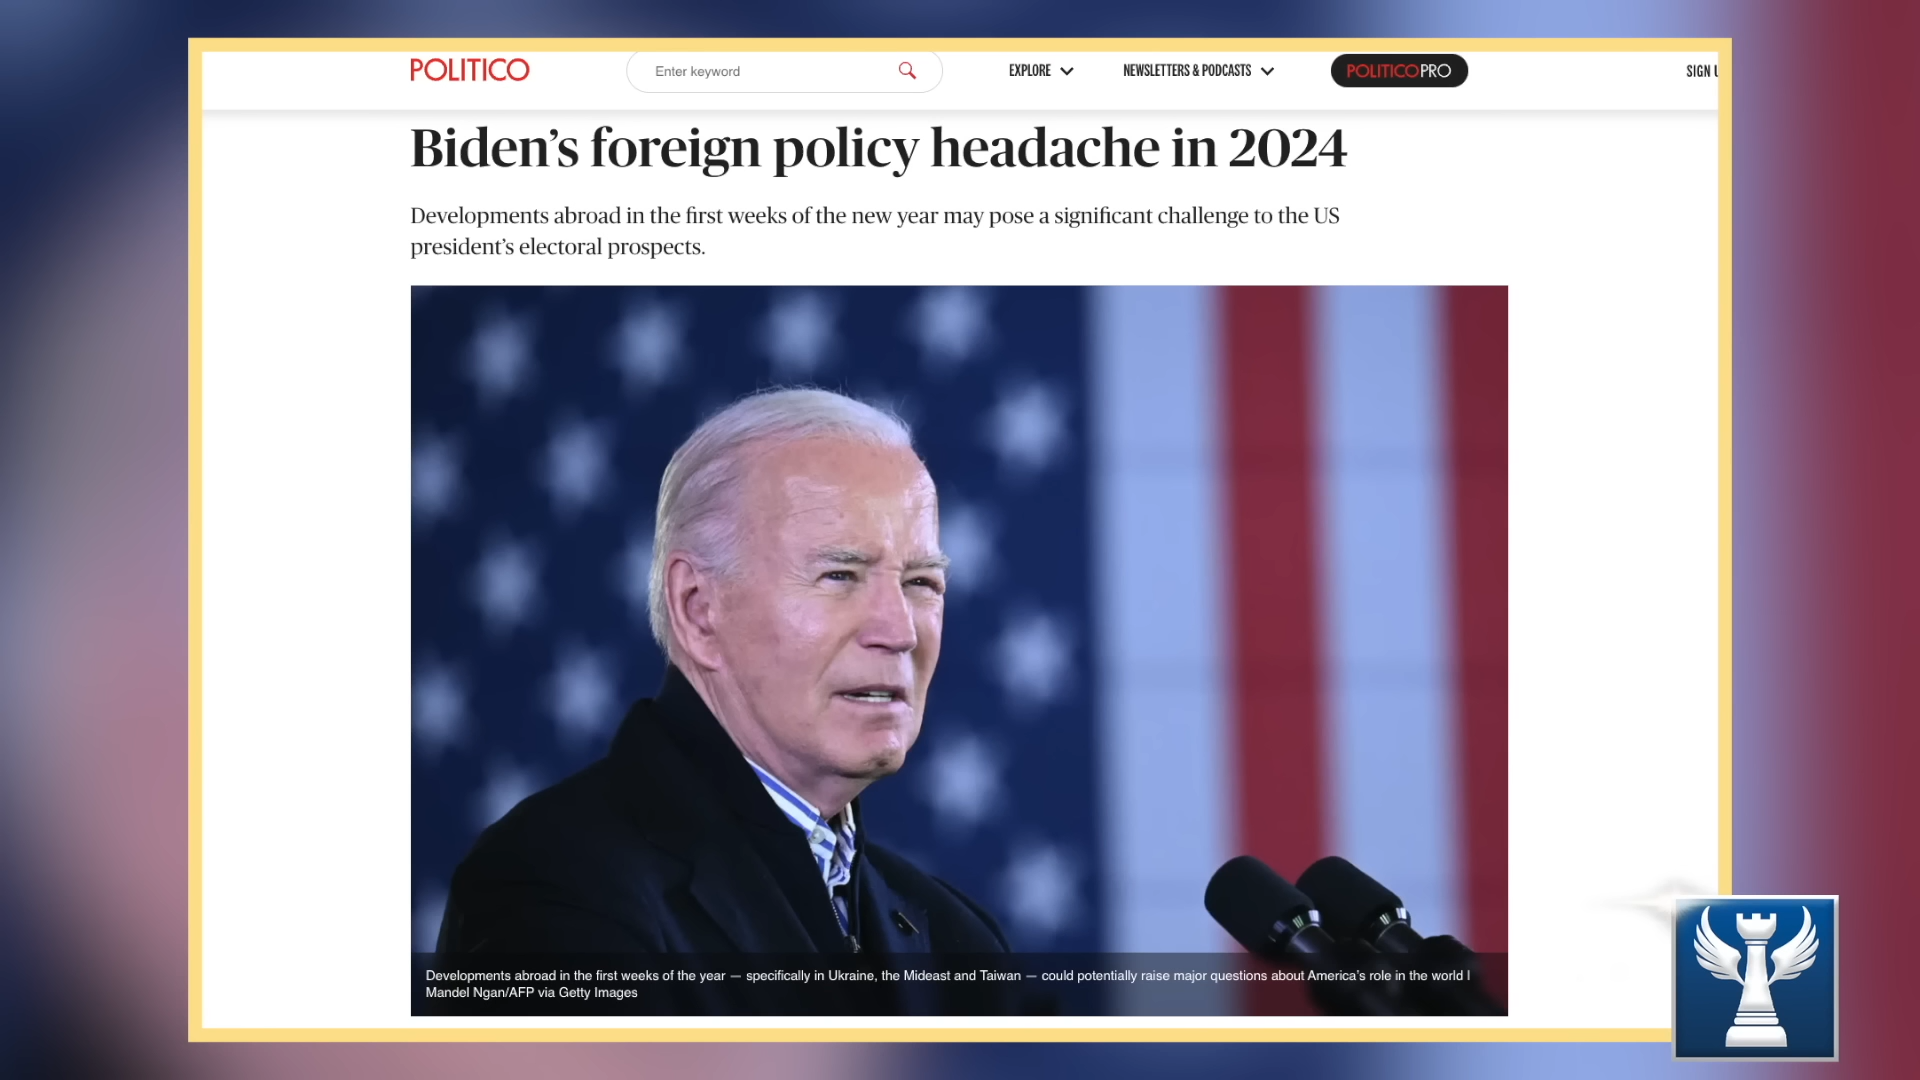 POLITICO
Enter keyword
EXPLORE
NEWSLETTERS & PODCASTS
POLITICOPRO
SIGN
Biden’s foreign policy headache in 2024
Developments abroad in the first weeks of the new year may pose a significant challenge to the US
president’s electoral prospects.
Developments abroad in the first weeks of the year — specifically in Ukraine, the Mideast and Taiwan — could potentially raise major questions about America’s role in the world |
Mandel Ngan/AFP via Getty Images